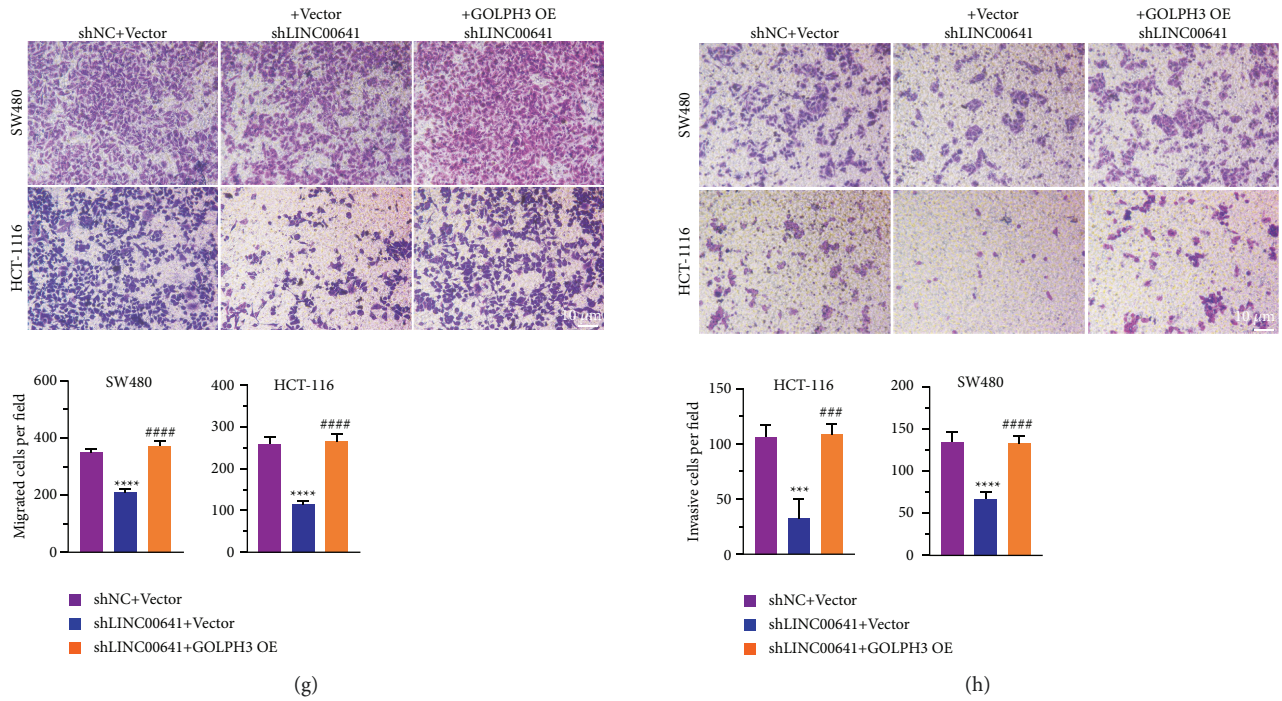 shNC+Vector
+Vector
shLINC00641
+GOLPH3 OE
shLINC00641
SW480
HCT-1116
10 μm
Migrated cells per field
SW480
600
400
200
0
****
####
HCT-116
400
300
200
100
0
****
####
shNC+Vector
shLINC00641+Vector
shLINC00641+GOLPH3 OE
(g)
shNC+Vector
+Vector
shLINC00641
+GOLPH3 OE
shLINC00641
SW480
HCT-1116
10 μm
Invasive cells per field
HCT-116
150
100
50
0
***
###
SW480
200
150
100
50
0
****
####
shNC+Vector
shLINC00641+Vector
shLINC00641+GOLPH3 OE
(h)